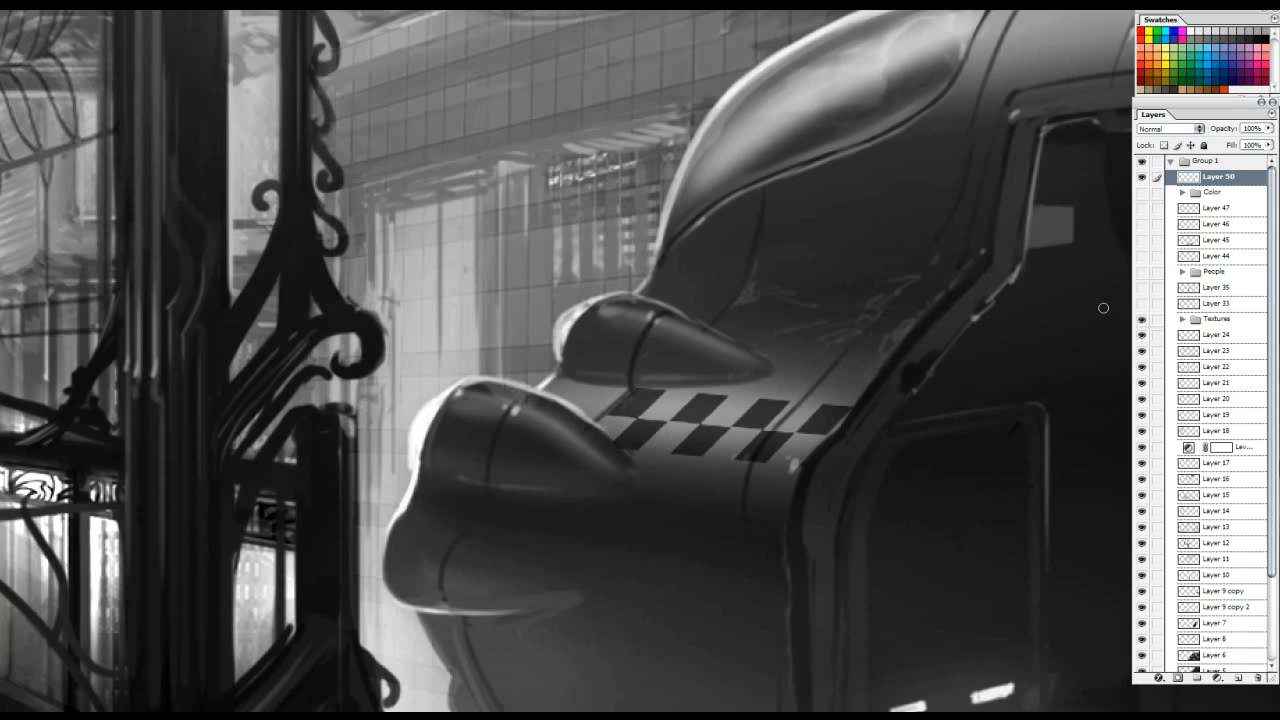 Swatches
Layers
Normal
Opacity: 100%
Lock:
Fill: 100%
Group 1
Layer 50
Color
Layer 47
Layer 46
Layer 45
Layer 44
People
Layer 35
Layer 33
Textures
Layer 24
Layer 23
Layer 22
Layer 21
Layer 20
Layer 19
Layer 18
Lev...
Layer 17
Layer 16
Layer 15
Layer 14
Layer 13
Layer 12
Layer 11
Layer 10
Layer 9 copy
Layer 9 copy 2
Layer 7
Layer 8
Layer 6
Layer 5